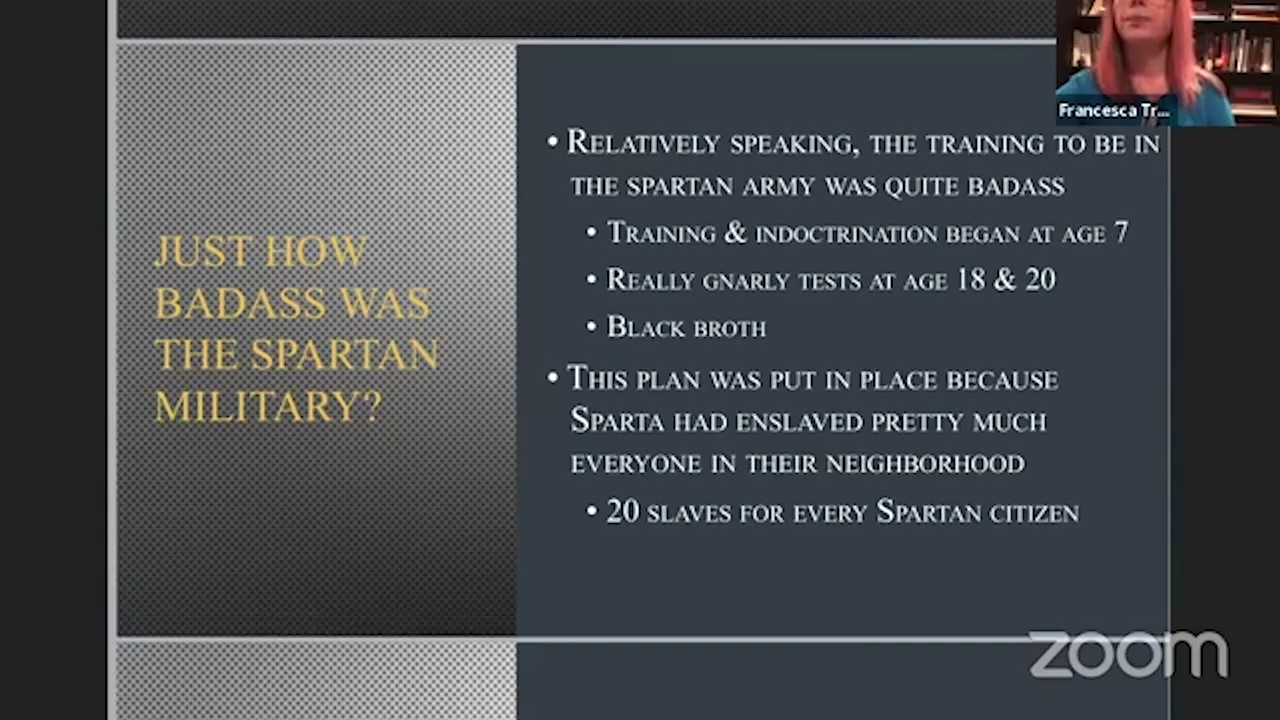 Francesca Tr...
JUST HOW
BADASS WAS
THE SPARTAN
MILITARY?
• RELATIVELY SPEAKING, THE TRAINING TO BE IN
THE SPARTAN ARMY WAS QUITE BADASS
• TRAINING & INDOCTRINATION BEGAN AT AGE 7
• REALLY GNARLY TESTS AT AGE 18 & 20
• BLACK BROTH
• THIS PLAN WAS PUT IN PLACE BECAUSE
SPARTA HAD ENSLAVED PRETTY MUCH
EVERYONE IN THEIR NEIGHBORHOOD
• 20 SLAVES FOR EVERY SPARTAN CITIZEN
zoom